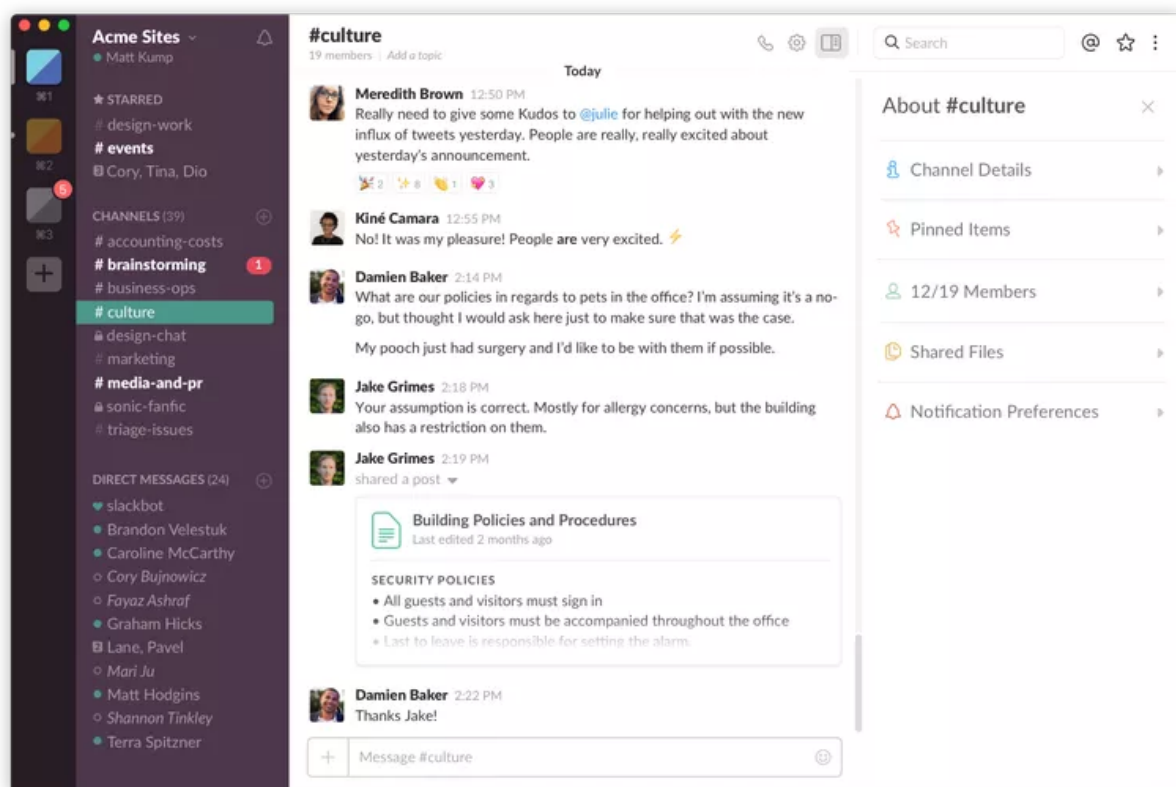 Acme Sites
Matt Kump
⌘1
⌘2
5
⌘3
★ STARRED
# design-work
# events
2 Cory, Tina, Dio
CHANNELS (39)
# accounting-costs
# brainstorming 1
# business-ops
# culture
design-chat
# marketing
# media-and-pr
sonic-fanfic
# triage-issues
DIRECT MESSAGES (24)
slackbot
Brandon Velestuk
Caroline McCarthy
Cory Bujnowicz
Fayaz Ashraf
Graham Hicks
2 Lane, Pavel
Mari Ju
Matt Hodgins
Shannon Tinkley
Terra Spitzner
#culture
19 members | Add a topic
Search
Today
Meredith Brown 12:50 PM
Really need to give some Kudos to @julie for helping out with the new
influx of tweets yesterday. People are really, really excited about
yesterday's announcement.
🎉 2 ✨ 8 👏 1 💖 3
Kiné Camara 12:55 PM
No! It was my pleasure! People are very excited. ⚡
Damien Baker 2:14 PM
What are our policies in regards to pets in the office? I'm assuming it's a no-
go, but thought I would ask here just to make sure that was the case.
My pooch just had surgery and I'd like to be with them if possible.
Jake Grimes 2:18 PM
Your assumption is correct. Mostly for allergy concerns, but the building
also has a restriction on them.
Jake Grimes 2:19 PM
shared a post
Building Policies and Procedures
Last edited 2 months ago
SECURITY POLICIES
• All guests and visitors must sign in
• Guests and visitors must be accompanied throughout the office
• Last to leave is responsible for setting the alarm.
Damien Baker 2:22 PM
Thanks Jake!
Message #culture
About #culture
Channel Details
Pinned Items
12/19 Members
Shared Files
Notification Preferences